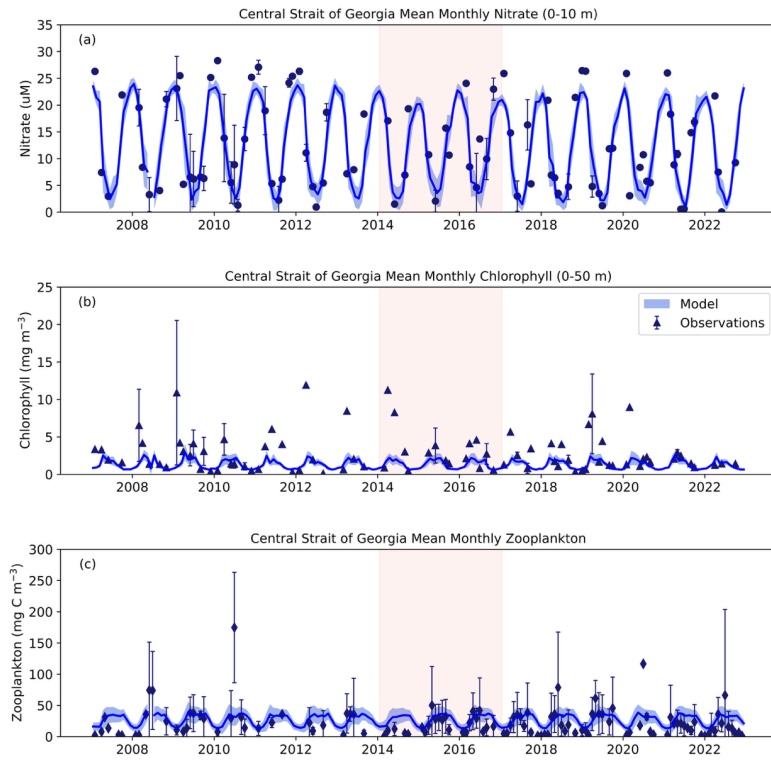 Central Strait of Georgia Mean Monthly Nitrate (0-10 m)
(a)
35
30
25
20
15
10
5
0
Nitrate (uM)
2008 2010 2012 2014 2016 2018 2020 2022
Central Strait of Georgia Mean Monthly Chlorophyll (0-50 m)
(b)
25
20
15
10
5
0
Chlorophyll (mg m⁻³)
Model
Observations
2008 2010 2012 2014 2016 2018 2020 2022
Central Strait of Georgia Mean Monthly Zooplankton
(c)
300
250
200
150
100
50
0
Zooplankton (mg C m⁻³)
2008 2010 2012 2014 2016 2018 2020 2022